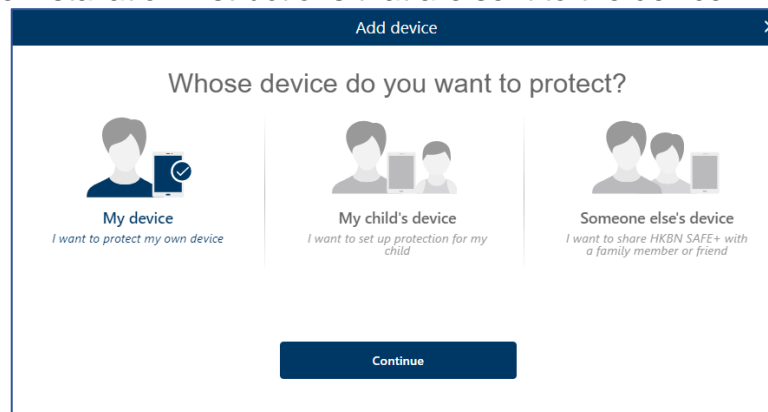 Add device
Whose device do you want to protect?
My device
I want to protect my own device
My child's device
I want to set up protection for my
child
Someone else's device
I want to share HKBN SAFE+ with
a family member or friend
Continue